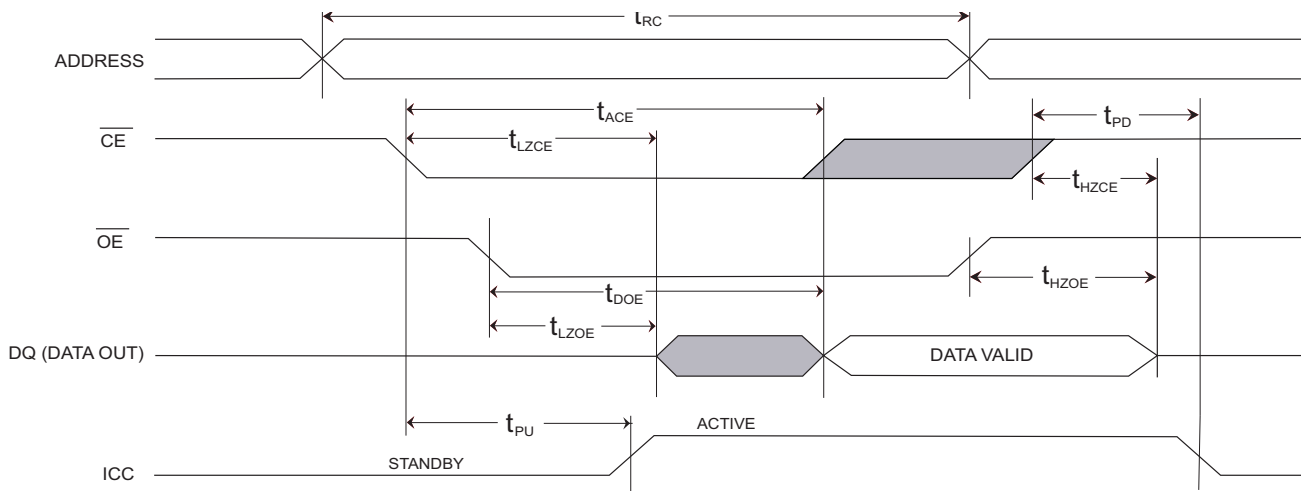 tRC
ADDRESS
tACE
tPD
CE
tLZCE
tHZCE
OE
tHZOE
tDOE
tLZOE
DQ (DATA OUT)
DATA VALID
tPU
ACTIVE
STANDBY
ICC